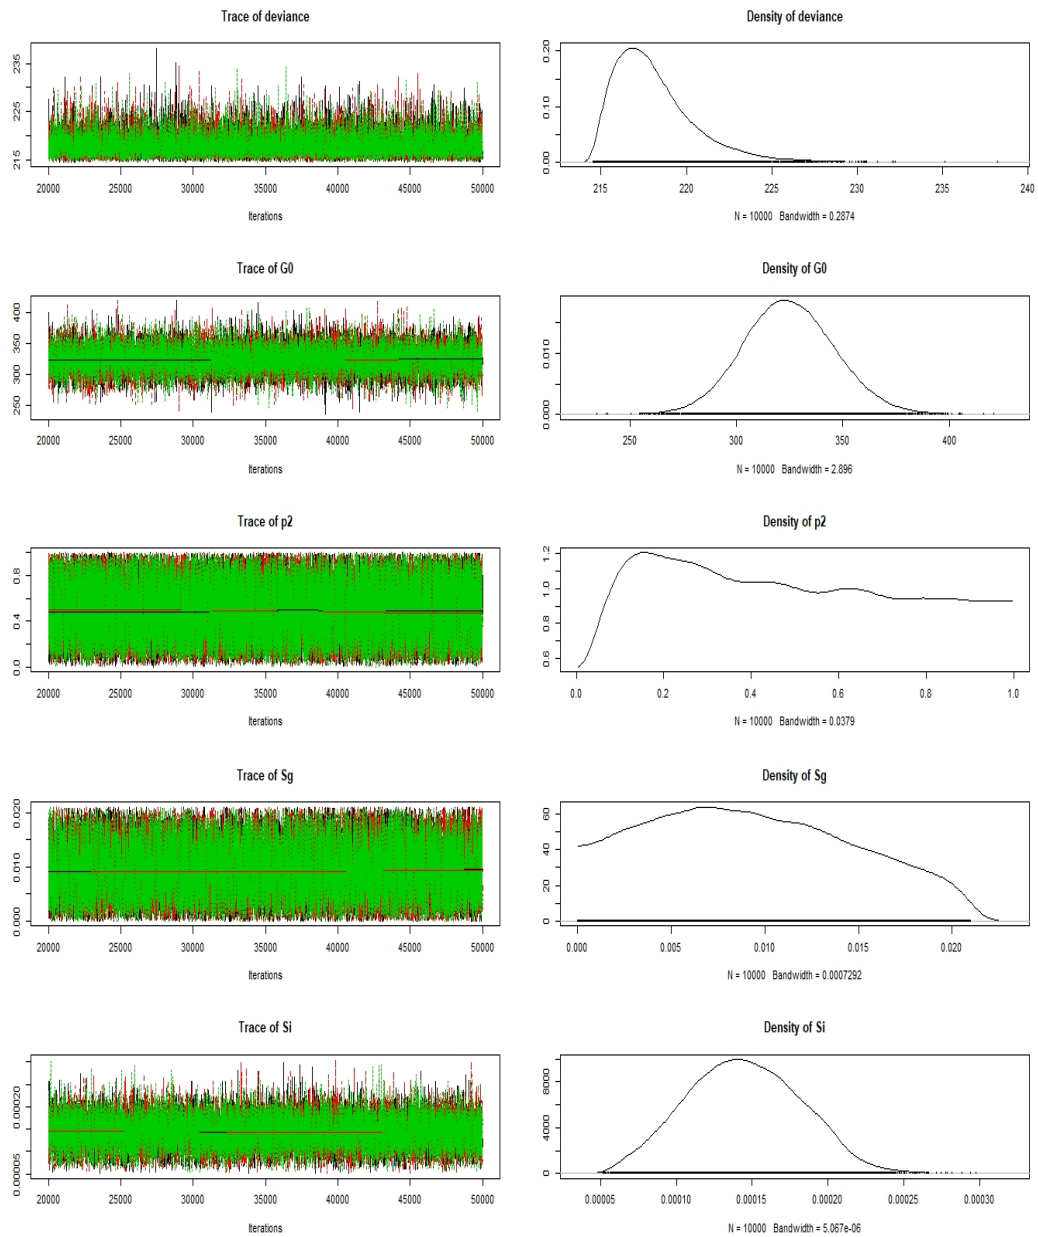 Trace of deviance
Density of deviance
215 225 235
20000 25000 30000 35000 40000 45000 50000
Iterations
0.00 0.10 0.20
215 220 225 230 235 240
N = 10000 Bandwidth = 0.2874
Trace of G0
Density of G0
250 300 350 400
20000 25000 30000 35000 40000 45000 50000
Iterations
0.000 0.010
250 300 350 400
N = 10000 Bandwidth = 2.896
Trace of p2
Density of p2
0.0 0.4 0.8
20000 25000 30000 35000 40000 45000 50000
Iterations
0.6 0.8 1.0 1.2
0.0 0.2 0.4 0.6 0.8 1.0
N = 10000 Bandwidth = 0.0379
Trace of Sg
Density of Sg
0.000 0.010 0.020
20000 25000 30000 35000 40000 45000 50000
Iterations
0 20 40 60
0.000 0.005 0.010 0.015 0.020
N = 10000 Bandwidth = 0.0007292
Trace of Si
Density of Si
0.00005 0.00020
20000 25000 30000 35000 40000 45000 50000
Iterations
0 4000 8000
0.00005 0.00010 0.00015 0.00020 0.00025 0.00030
N = 10000 Bandwidth = 5.067e-06